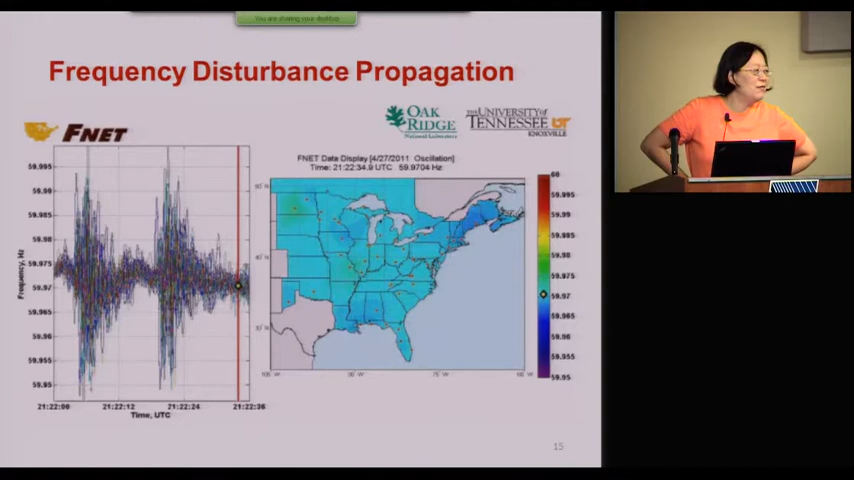 You are sharing your desktop
Frequency Disturbance Propagation
FNET
OAK
RIDGE
National Laboratory
THE UNIVERSITY of
TENNESSEE UT
KNOXVILLE
FNET Data Display [4/27/2011 Oscillation]
Time: 21:22:34.9 UTC 59.9704 Hz
Frequency, Hz
59.995
59.99
59.985
59.98
59.975
59.97
59.965
59.96
59.955
59.95
21:22:00
21:22:12
21:22:24
21:22:36
Time, UTC
60
59.995
59.99
59.985
59.98
59.975
59.97
59.965
59.96
59.955
59.95
15